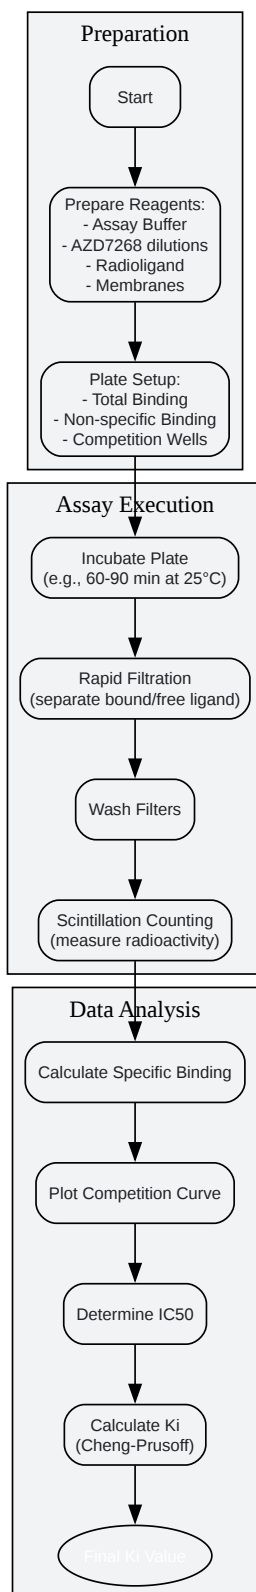 Preparation
Start
Prepare Reagents:
- Assay Buffer
- AZD7268 dilutions
- Radioligand
- Membranes
Plate Setup:
- Total Binding
- Non-specific Binding
- Competition Wells
Assay Execution
Incubate Plate
(e.g., 60-90 min at 25°C)
Rapid Filtration
(separate bound/free ligand)
Wash Filters
Scintillation Counting
(measure radioactivity)
Data Analysis
Calculate Specific Binding
Plot Competition Curve
Determine IC50
Calculate Ki
(Cheng-Prusoff)
Final Ki Value